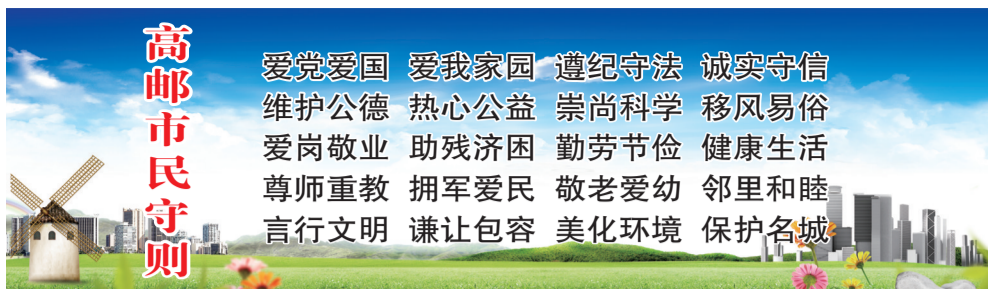 高邮市民守则
爱党爱国 爱我家园 遵纪守法 诚实守信
维护公德 热心公益 崇尚科学 移风易俗
爱岗敬业 助残济困 勤劳节俭 健康生活
尊师重教 拥军爱民 敬老爱幼 邻里和睦
言行文明 谦让包容 美化环境 保护名城